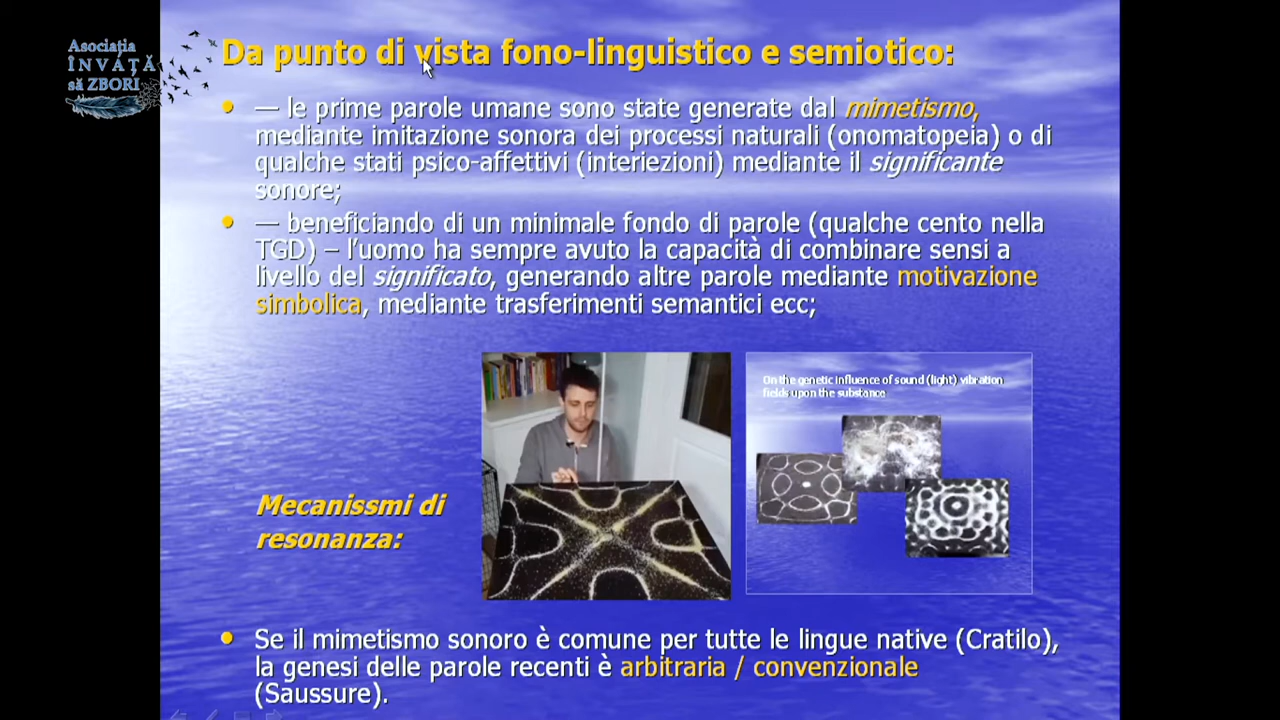 Asociația
ÎNVAȚĂ
să ZBORI
Da punto di vista fono-linguistico e semiotico:
— le prime parole umane sono state generate dal mimetismo,
mediante imitazione sonora dei processi naturali (onomatopeia) o di
qualche stati psico-affettivi (interiezioni) mediante il significante
sonore;
— beneficiando di un minimale fondo di parole (qualche cento nella
TGD) – l'uomo ha sempre avuto la capacità di combinare sensi a
livello del significato, generando altre parole mediante motivazione
simbolica, mediante trasferimenti semantici ecc;
On the genetic influence of sound (light) vibration
fields upon the substance
Mecanissmi di
resonanza:
Se il mimetismo sonoro è comune per tutte le lingue native (Cratilo),
la genesi delle parole recenti è arbitraria / convenzionale
(Saussure).